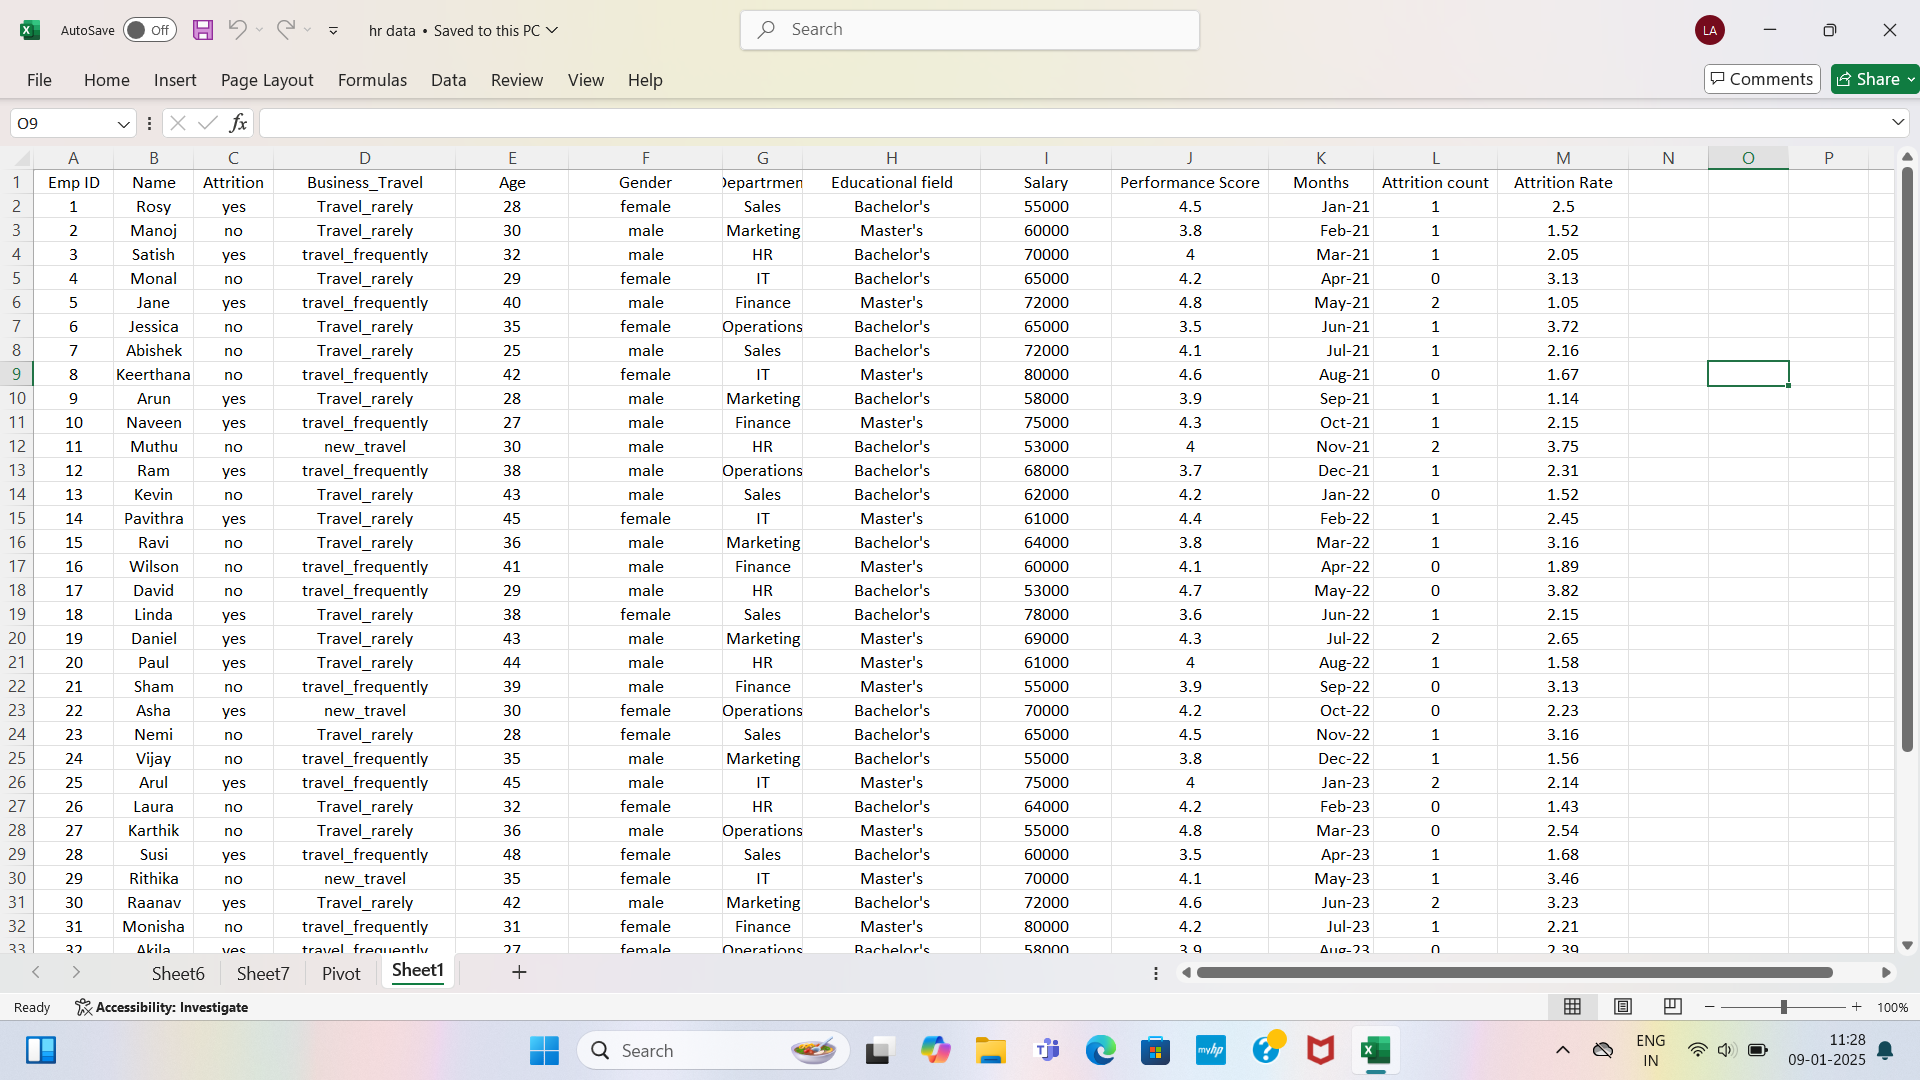 AutoSave Off hr data • Saved to this PC Search LA
File Home Insert Page Layout Formulas Data Review View Help Comments Share
O9 fx
A B C D E F G H I J K L M N O P
1 Emp ID Name Attrition Business_Travel Age Gender Departmen Educational field Salary Performance Score Months Attrition count Attrition Rate
2 1 Rosy yes Travel_rarely 28 female Sales Bachelor's 55000 4.5 Jan-21 1 2.5
3 2 Manoj no Travel_rarely 30 male Marketing Master's 60000 3.8 Feb-21 1 1.52
4 3 Satish yes travel_frequently 32 male HR Bachelor's 70000 4 Mar-21 1 2.05
5 4 Monal no Travel_rarely 29 female IT Bachelor's 65000 4.2 Apr-21 0 3.13
6 5 Jane yes travel_frequently 40 male Finance Master's 72000 4.8 May-21 2 1.05
7 6 Jessica no Travel_rarely 35 female Operations Bachelor's 65000 3.5 Jun-21 1 3.72
8 7 Abishek no Travel_rarely 25 male Sales Bachelor's 72000 4.1 Jul-21 1 2.16
9 8 Keerthana no travel_frequently 42 female IT Master's 80000 4.6 Aug-21 0 1.67
10 9 Arun yes Travel_rarely 28 male Marketing Bachelor's 58000 3.9 Sep-21 1 1.14
11 10 Naveen yes travel_frequently 27 male Finance Master's 75000 4.3 Oct-21 1 2.15
12 11 Muthu no new_travel 30 male HR Bachelor's 53000 4 Nov-21 2 3.75
13 12 Ram yes travel_frequently 38 male Operations Bachelor's 68000 3.7 Dec-21 1 2.31
14 13 Kevin no Travel_rarely 43 male Sales Bachelor's 62000 4.2 Jan-22 0 1.52
15 14 Pavithra yes Travel_rarely 45 female IT Master's 61000 4.4 Feb-22 1 2.45
16 15 Ravi no Travel_rarely 36 male Marketing Bachelor's 64000 3.8 Mar-22 1 3.16
17 16 Wilson no travel_frequently 41 male Finance Master's 60000 4.1 Apr-22 0 1.89
18 17 David no travel_frequently 29 male HR Bachelor's 53000 4.7 May-22 0 3.82
19 18 Linda yes Travel_rarely 38 female Sales Bachelor's 78000 3.6 Jun-22 1 2.15
20 19 Daniel yes Travel_rarely 43 male Marketing Master's 69000 4.3 Jul-22 2 2.65
21 20 Paul yes Travel_rarely 44 male HR Master's 61000 4 Aug-22 1 1.58
22 21 Sham no travel_frequently 39 male Finance Master's 55000 3.9 Sep-22 0 3.13
23 22 Asha yes new_travel 30 female Operations Bachelor's 70000 4.2 Oct-22 0 2.23
24 23 Nemi no Travel_rarely 28 female Sales Bachelor's 65000 4.5 Nov-22 1 3.16
25 24 Vijay no travel_frequently 35 male Marketing Bachelor's 55000 3.8 Dec-22 1 1.56
26 25 Arul yes travel_frequently 45 male IT Master's 75000 4 Jan-23 2 2.14
27 26 Laura no Travel_rarely 32 female HR Bachelor's 64000 4.2 Feb-23 0 1.43
28 27 Karthik no Travel_rarely 36 male Operations Master's 55000 4.8 Mar-23 0 2.54
29 28 Susi yes travel_frequently 48 female Sales Bachelor's 60000 3.5 Apr-23 1 1.68
30 29 Rithika no new_travel 35 female IT Master's 70000 4.1 May-23 1 3.46
31 30 Raanav yes Travel_rarely 42 male Marketing Bachelor's 72000 4.6 Jun-23 2 3.23
32 31 Monisha no travel_frequently 31 female Finance Master's 80000 4.2 Jul-23 1 2.21
33 32 Akila yes travel_frequently 27 female Operations Bachelor's 58000 3.9 Aug-23 0 2.39
Sheet6 Sheet7 Pivot Sheet1
Ready Accessibility: Investigate 100%
Search myhp ENG IN 11:28 09-01-2025